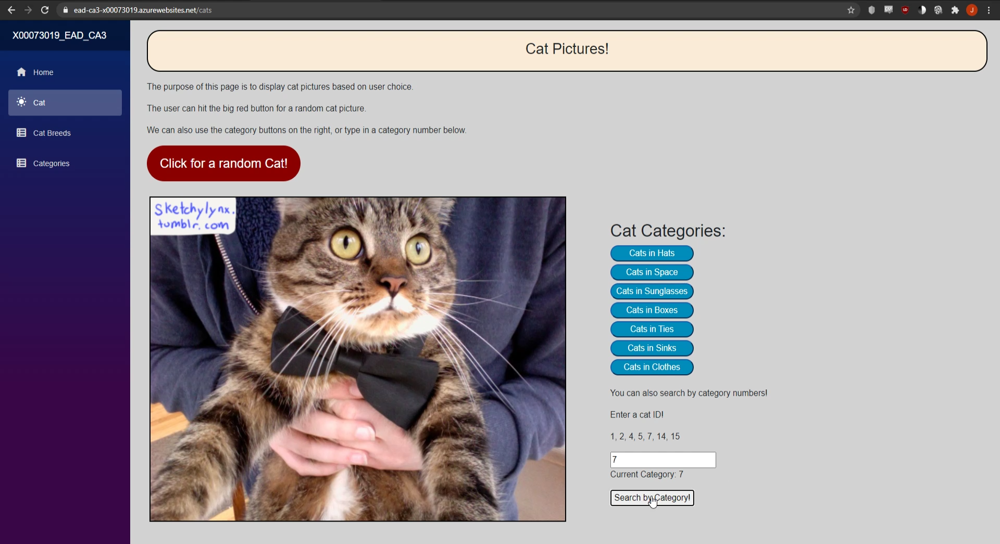 ead-ca3-x00073019.azurewebsites.net/cats
CSP
UD
J
X00073019_EAD_CA3
Home
Cat
Cat Breeds
Categories
Cat Pictures!
The purpose of this page is to display cat pictures based on user choice.
The user can hit the big red button for a random cat picture.
We can also use the category buttons on the right, or type in a category number below.
Click for a random Cat!
Sketchylynx.
tumblr.com
Cat Categories:
Cats in Hats
Cats in Space
Cats in Sunglasses
Cats in Boxes
Cats in Ties
Cats in Sinks
Cats in Clothes
You can also search by category numbers!
Enter a cat ID!
1, 2, 4, 5, 7, 14, 15
7
Current Category: 7
Search by Category!